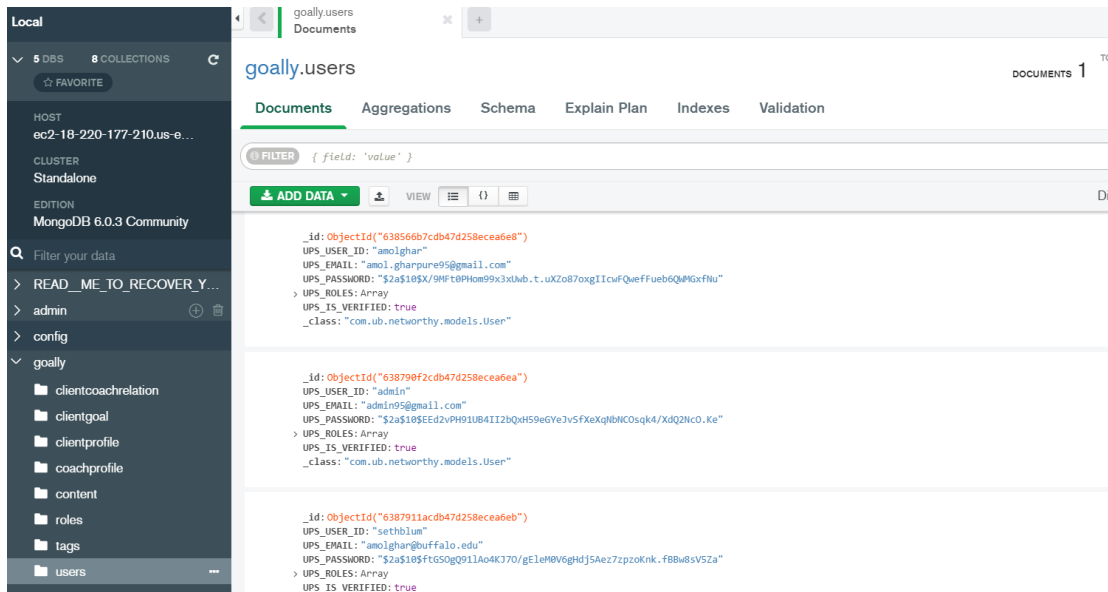 Local
5 DBS 8 COLLECTIONS
FAVORITE
HOST
ec2-18-220-177-210.us-e...
CLUSTER
Standalone
EDITION
MongoDB 6.0.3 Community
Filter your data
READ__ME_TO_RECOVER_Y...
admin
config
goally
clientcoachrelation
clientgoal
clientprofile
coachprofile
content
roles
tags
users
goally.users
Documents
goally.users
DOCUMENTS 1
Documents Aggregations Schema Explain Plan Indexes Validation
FILTER { field: 'value' }
ADD DATA VIEW {}
_id: ObjectId("638566b7cdb47d258ecea6e8")
UPS_USER_ID: "amolghar"
UPS_EMAIL: "amol.gharpure95@gmail.com"
UPS_PASSWORD: "$2a$10$X/9MFt0PHom99x3xUwb.t.uXZo87oxgIIcwFQwefFueb6QWMGxfNu"
UPS_ROLES: Array
UPS_IS_VERIFIED: true
_class: "com.ub.networthy.models.User"
_id: ObjectId("638790f2cdb47d258ecea6ea")
UPS_USER_ID: "admin"
UPS_EMAIL: "admin95@gmail.com"
UPS_PASSWORD: "$2a$10$EEd2vPH91UB4II2bQxH59eGYeJvSfXeXqNbNCOsqk4/XdQ2NcO.Ke"
UPS_ROLES: Array
UPS_IS_VERIFIED: true
_class: "com.ub.networthy.models.User"
_id: ObjectId("6387911acdb47d258ecea6eb")
UPS_USER_ID: "sethblum"
UPS_EMAIL: "amolghar@buffalo.edu"
UPS_PASSWORD: "$2a$10$ftGSOgQ91lAo4KJ7O/gEleM0V6gHdj5Aez7zpzoKnk.fBBw8sV5Za"
UPS_ROLES: Array
UPS_IS_VERIFIED: true